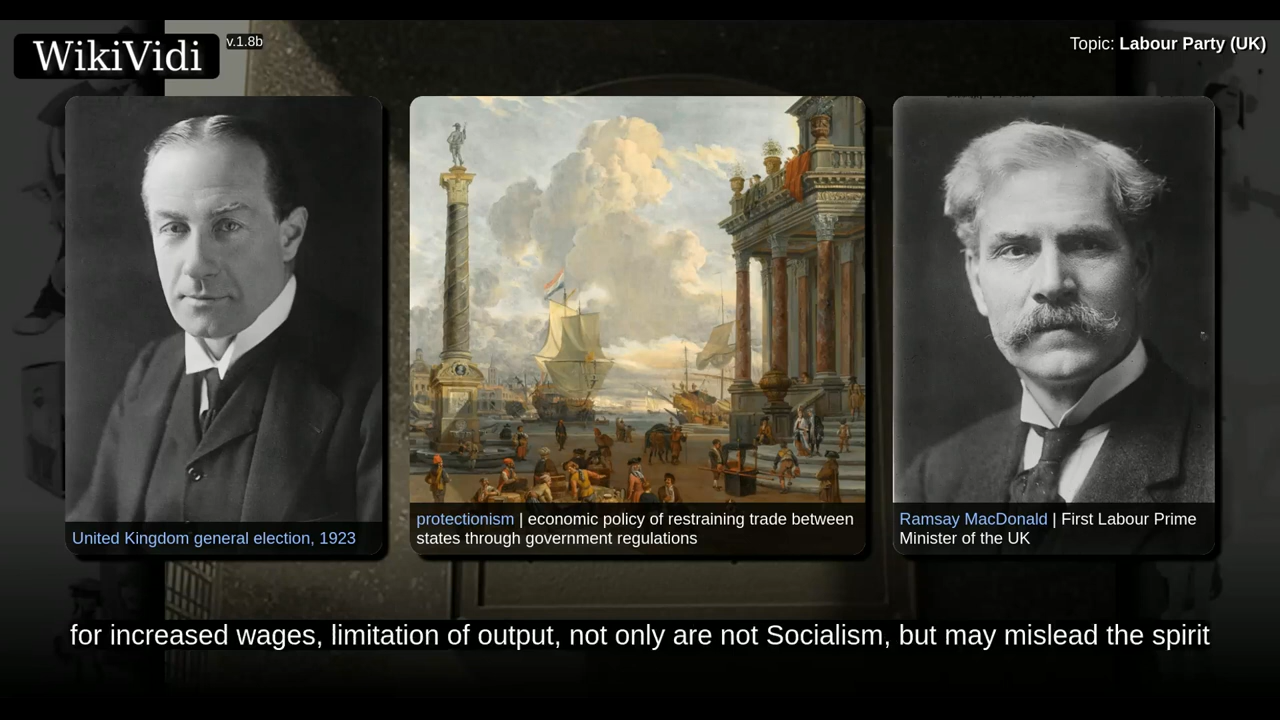 WikiVidi
v.1.8b
Topic: Labour Party (UK)
United Kingdom general election, 1923
protectionism | economic policy of restraining trade between
states through government regulations
Ramsay MacDonald | First Labour Prime
Minister of the UK
for increased wages, limitation of output, not only are not Socialism, but may mislead the spirit